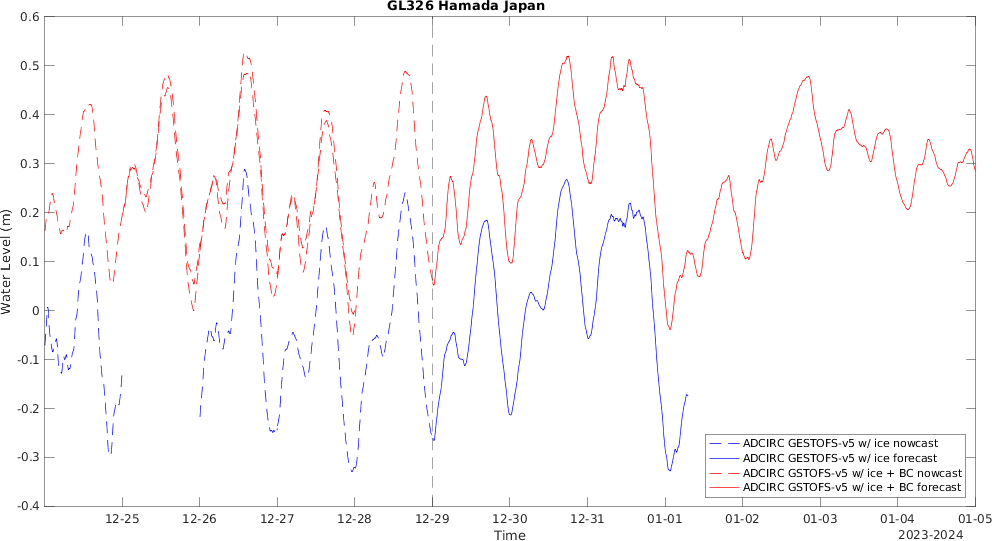 GL326 Hamada Japan
0.6
0.5
0.4
0.3
0.2
0.1
0
-0.1
-0.2
-0.3
-0.4
Water Level (m)
ADCIRC GESTOFS-v5 w/ ice nowcast
ADCIRC GESTOFS-v5 w/ ice forecast
ADCIRC GSTOFS-v5 w/ ice + BC nowcast
ADCIRC GSTOFS-v5 w/ ice + BC forecast
12-25 12-26 12-27 12-28 12-29 12-30 12-31 01-01 01-02 01-03 01-04 01-05
Time
2023-2024